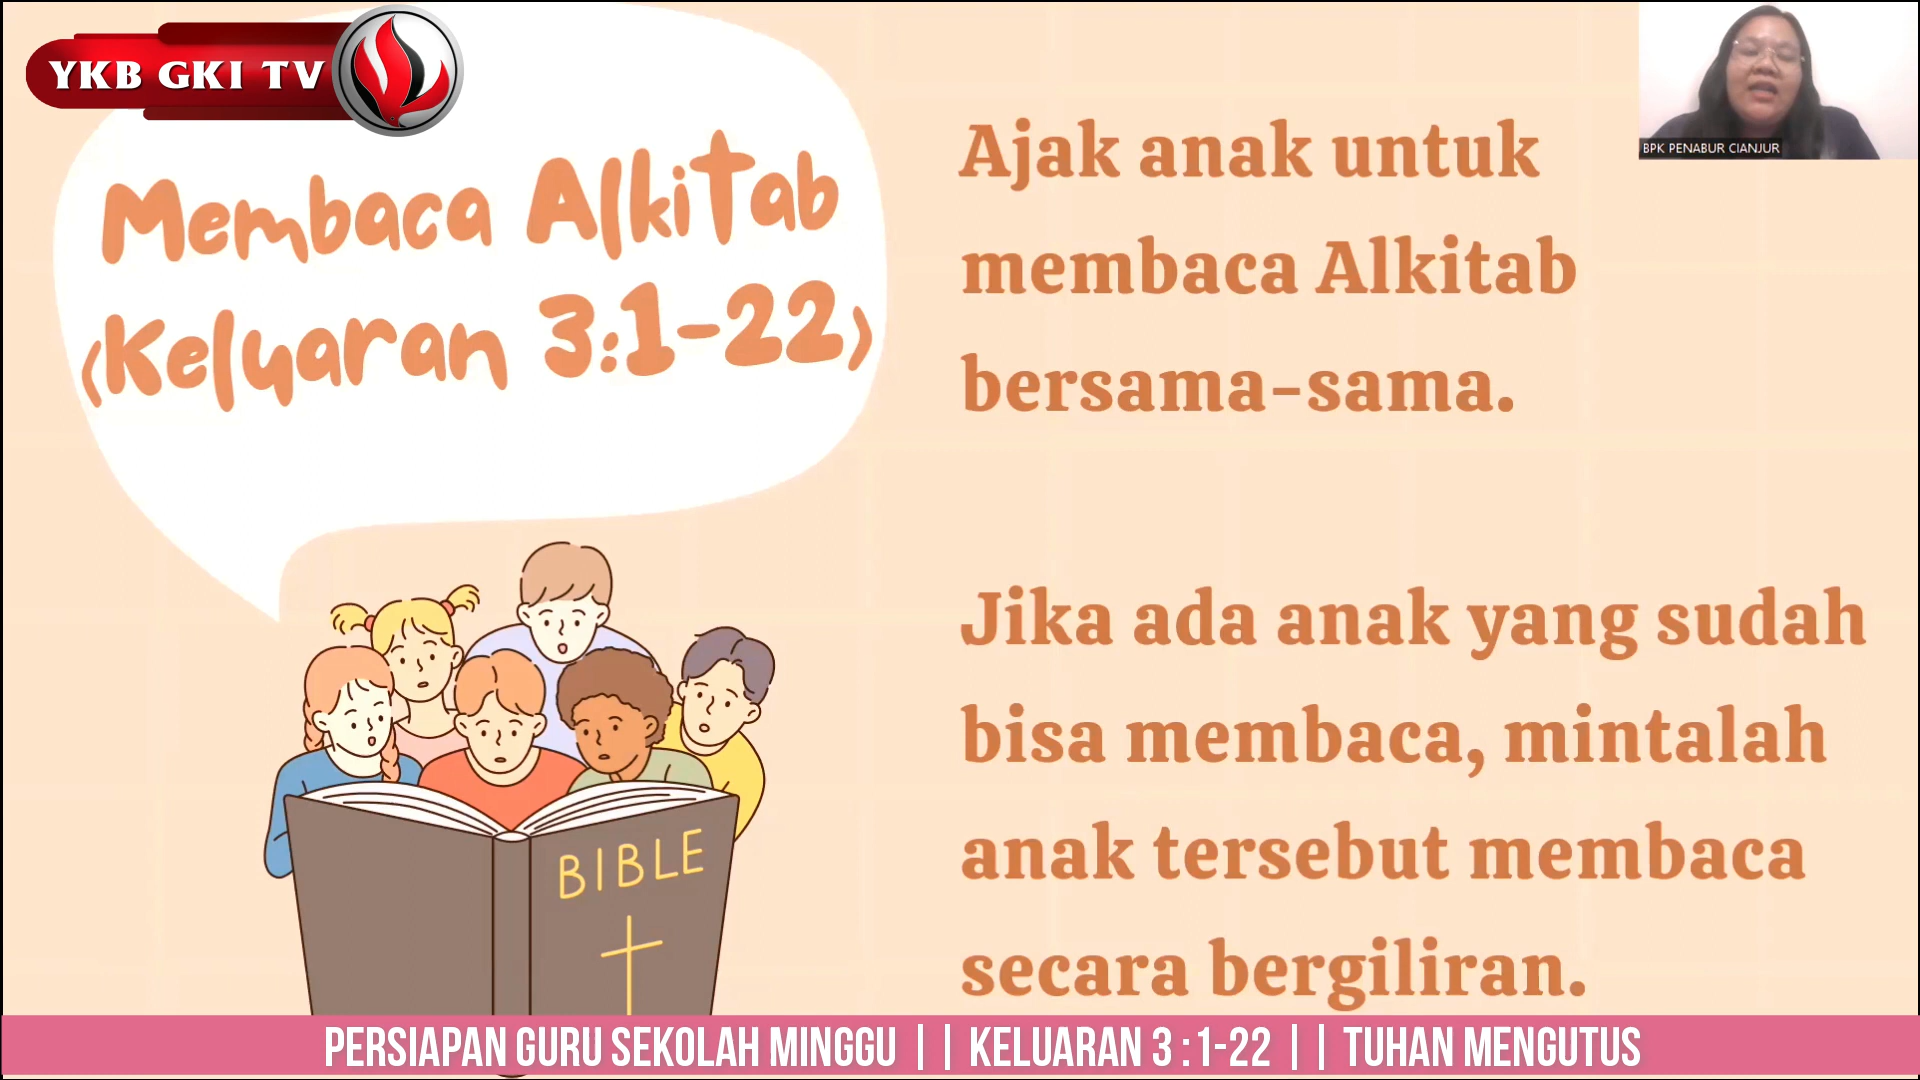 YKB GKI TV
Membaca Alkitab
(Keluaran 3:1-22)
Ajak anak untuk
membaca Alkitab
bersama-sama.
Jika ada anak yang sudah
bisa membaca, mintalah
anak tersebut membaca
secara bergiliran.
BPK PENABUR CIANJUR
BIBLE
PERSIAPAN GURU SEKOLAH MINGGU || KELUARAN 3 :1-22 || TUHAN MENGUTUS